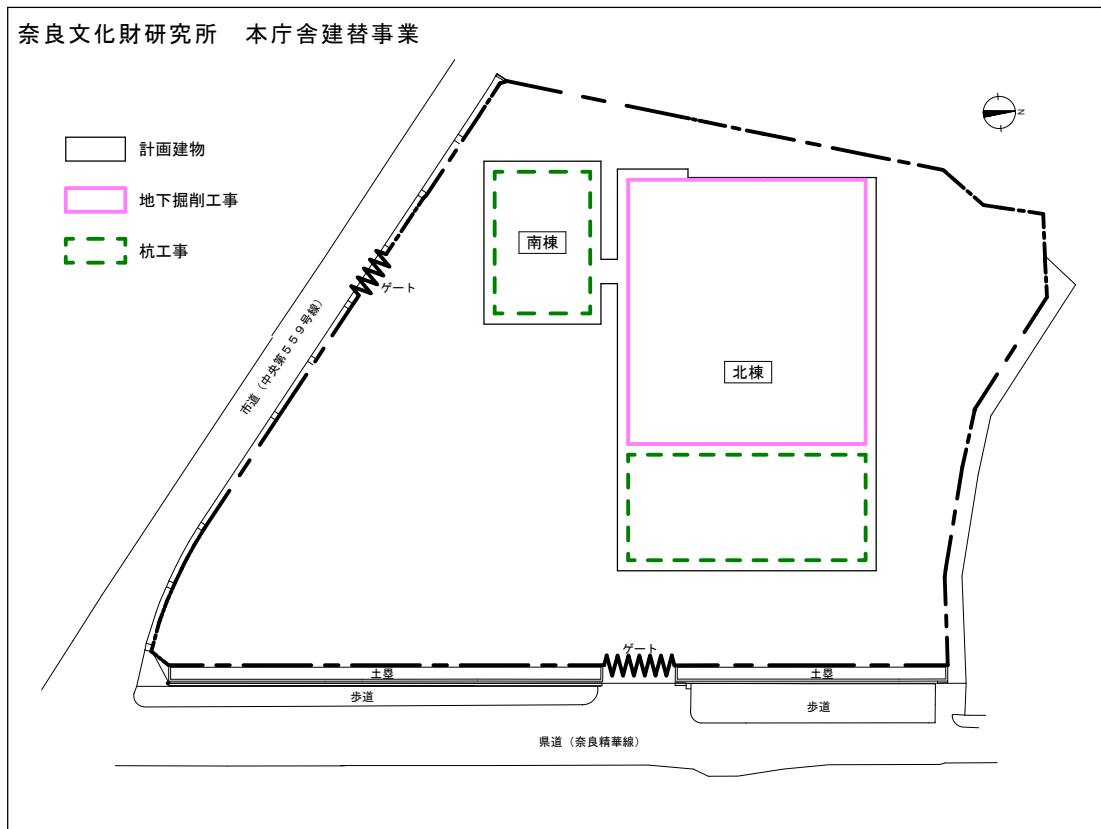 奈良文化財研究所　本庁舎建替事業
N
計画建物
地下掘削工事
杭工事
南棟
ゲート
市道（中央第５５９号線）
北棟
ゲート
土塁
土塁
歩道
歩道
県道（奈良精華線）